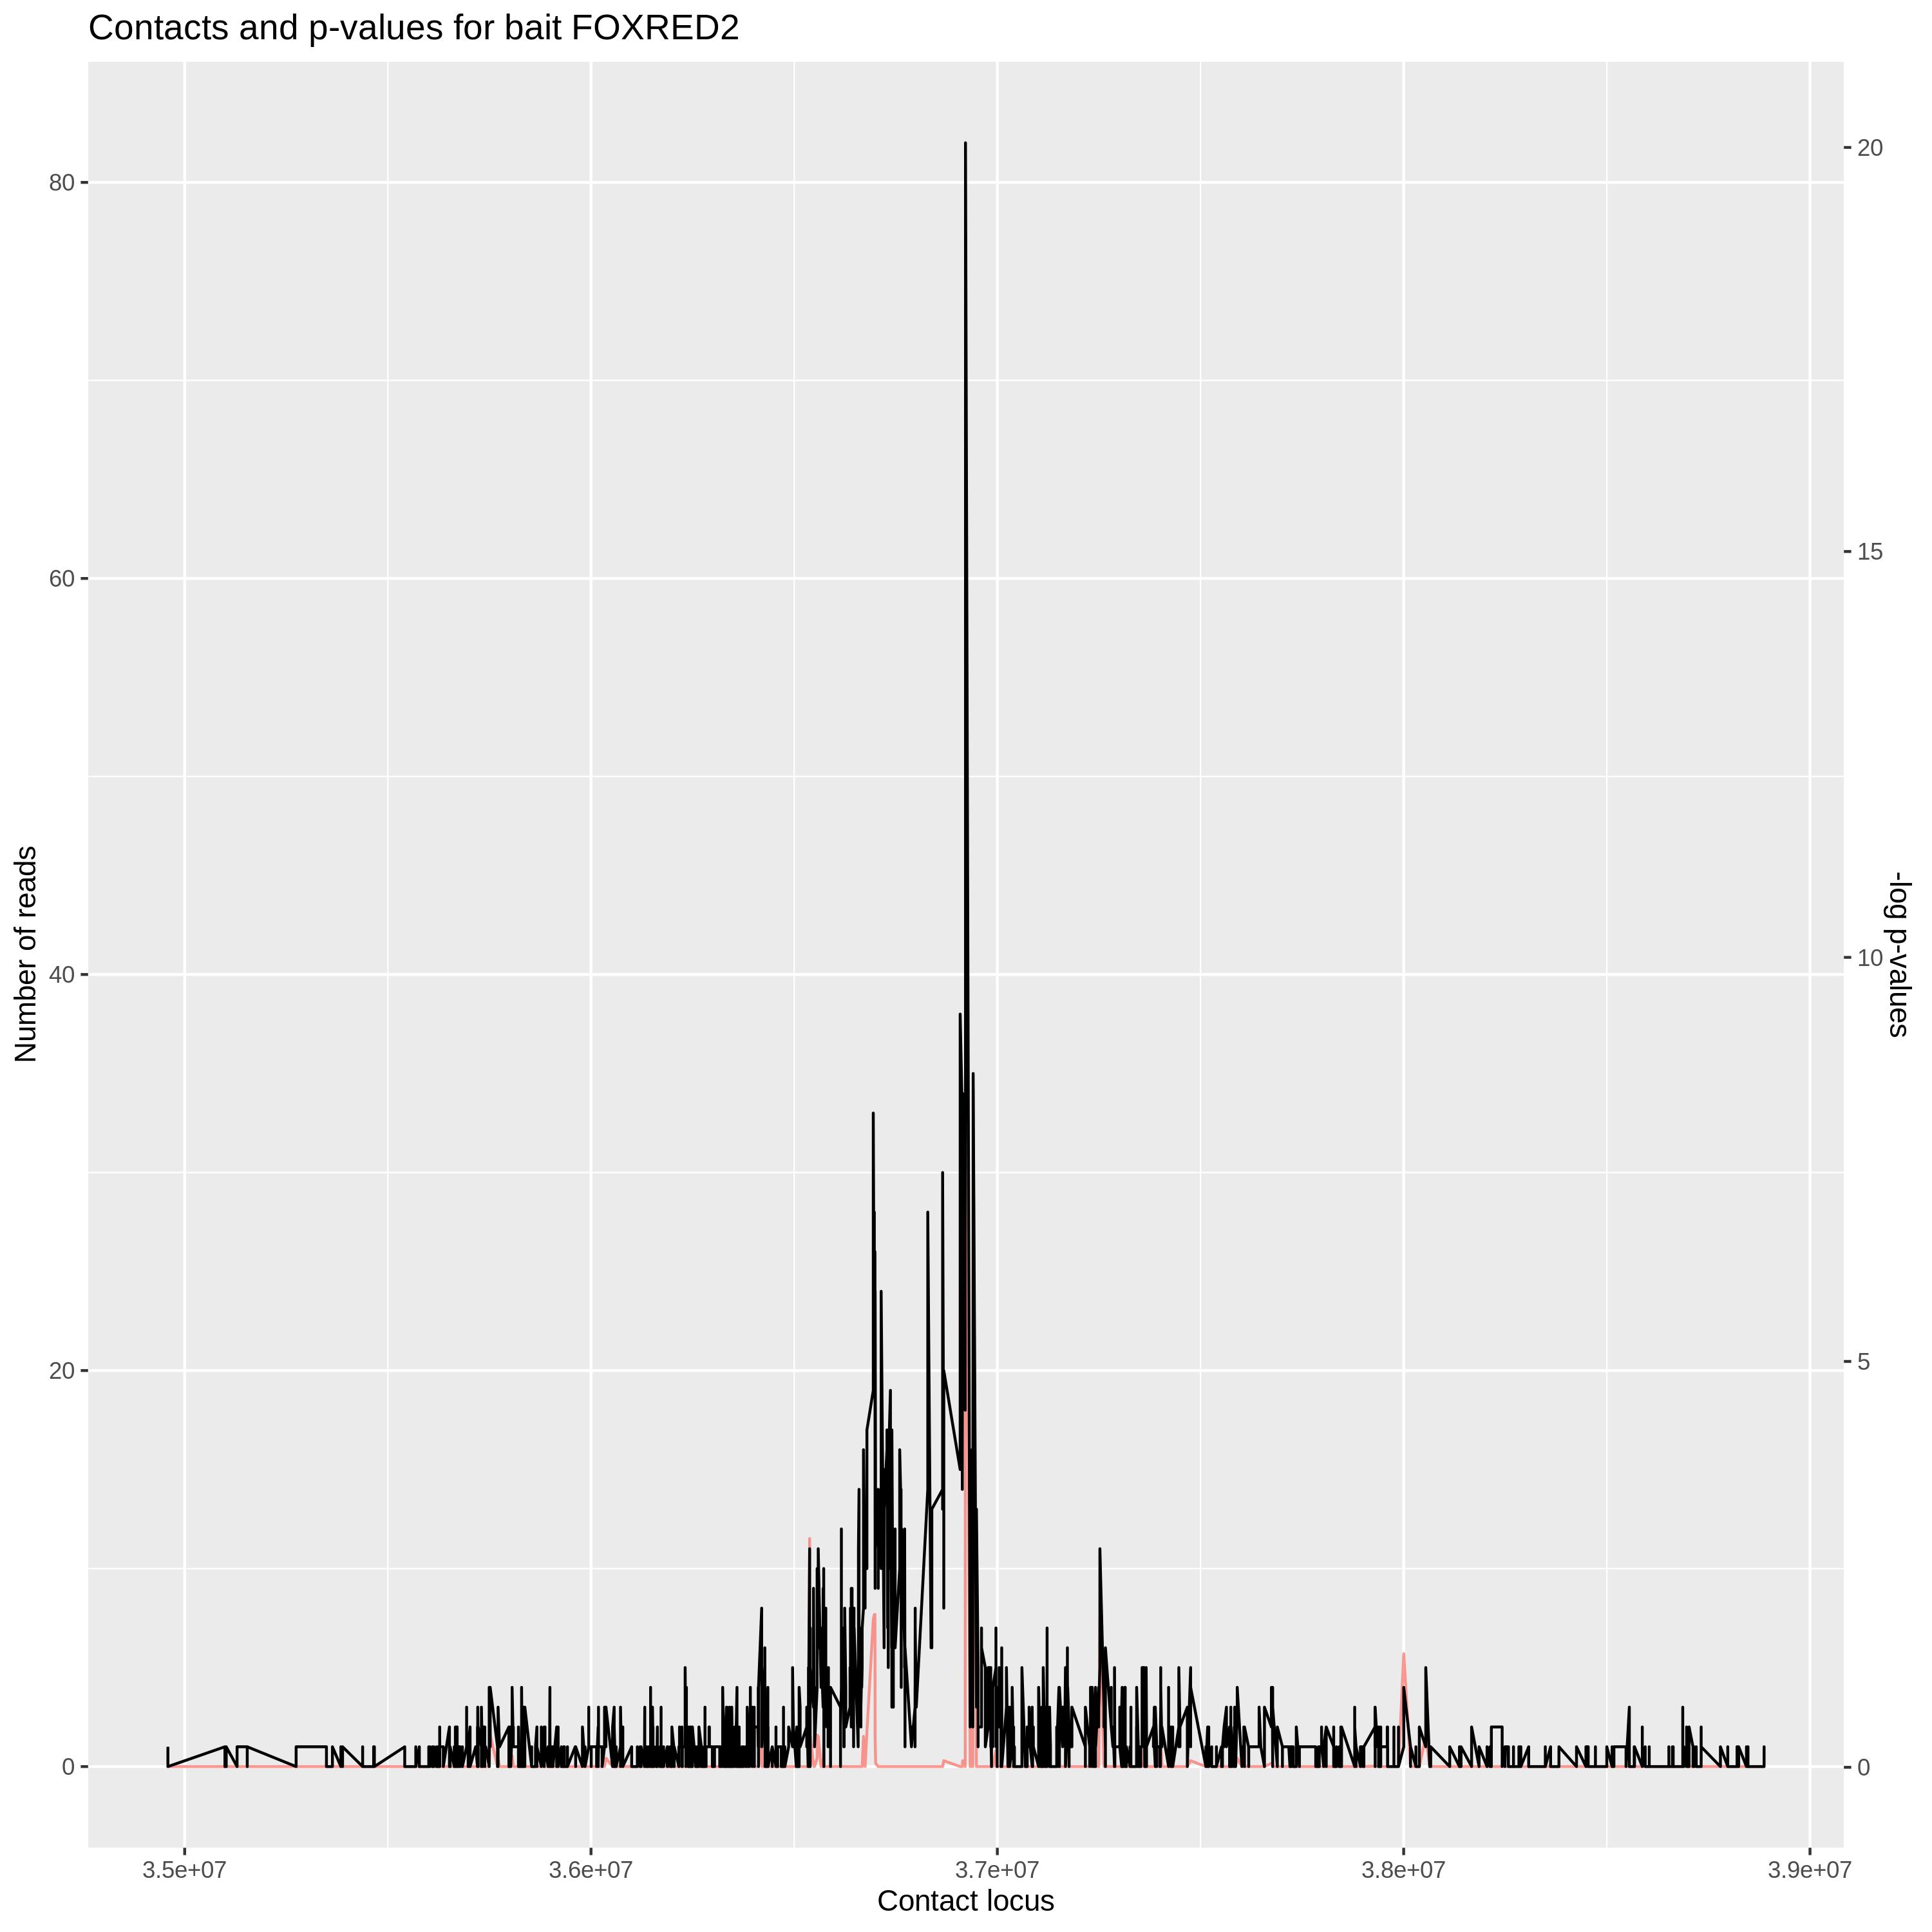 Contacts and p-values for bait FOXRED2
80
60
40
20
0
Number of reads
20
15
10
5
0
-log p-values
3.5e+07
3.6e+07
3.7e+07
3.8e+07
3.9e+07
Contact locus